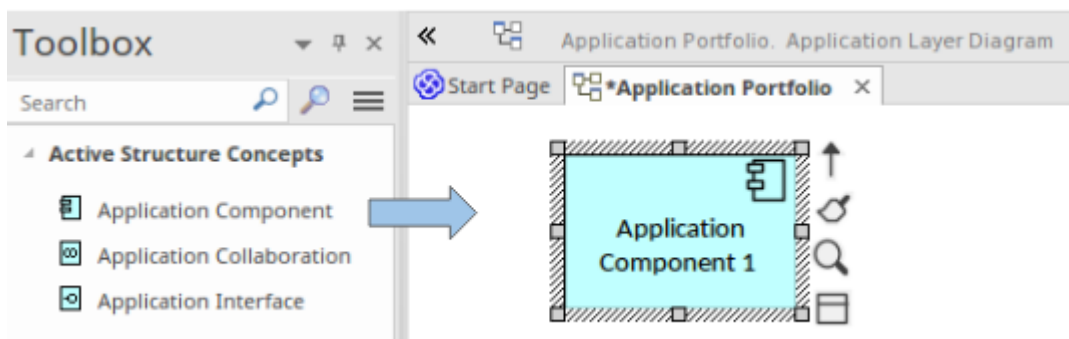 Toolbox
Search
Active Structure Concepts
Application Component
Application Collaboration
Application Interface
Application Portfolio. Application Layer Diagram
Start Page
*Application Portfolio
Application
Component 1